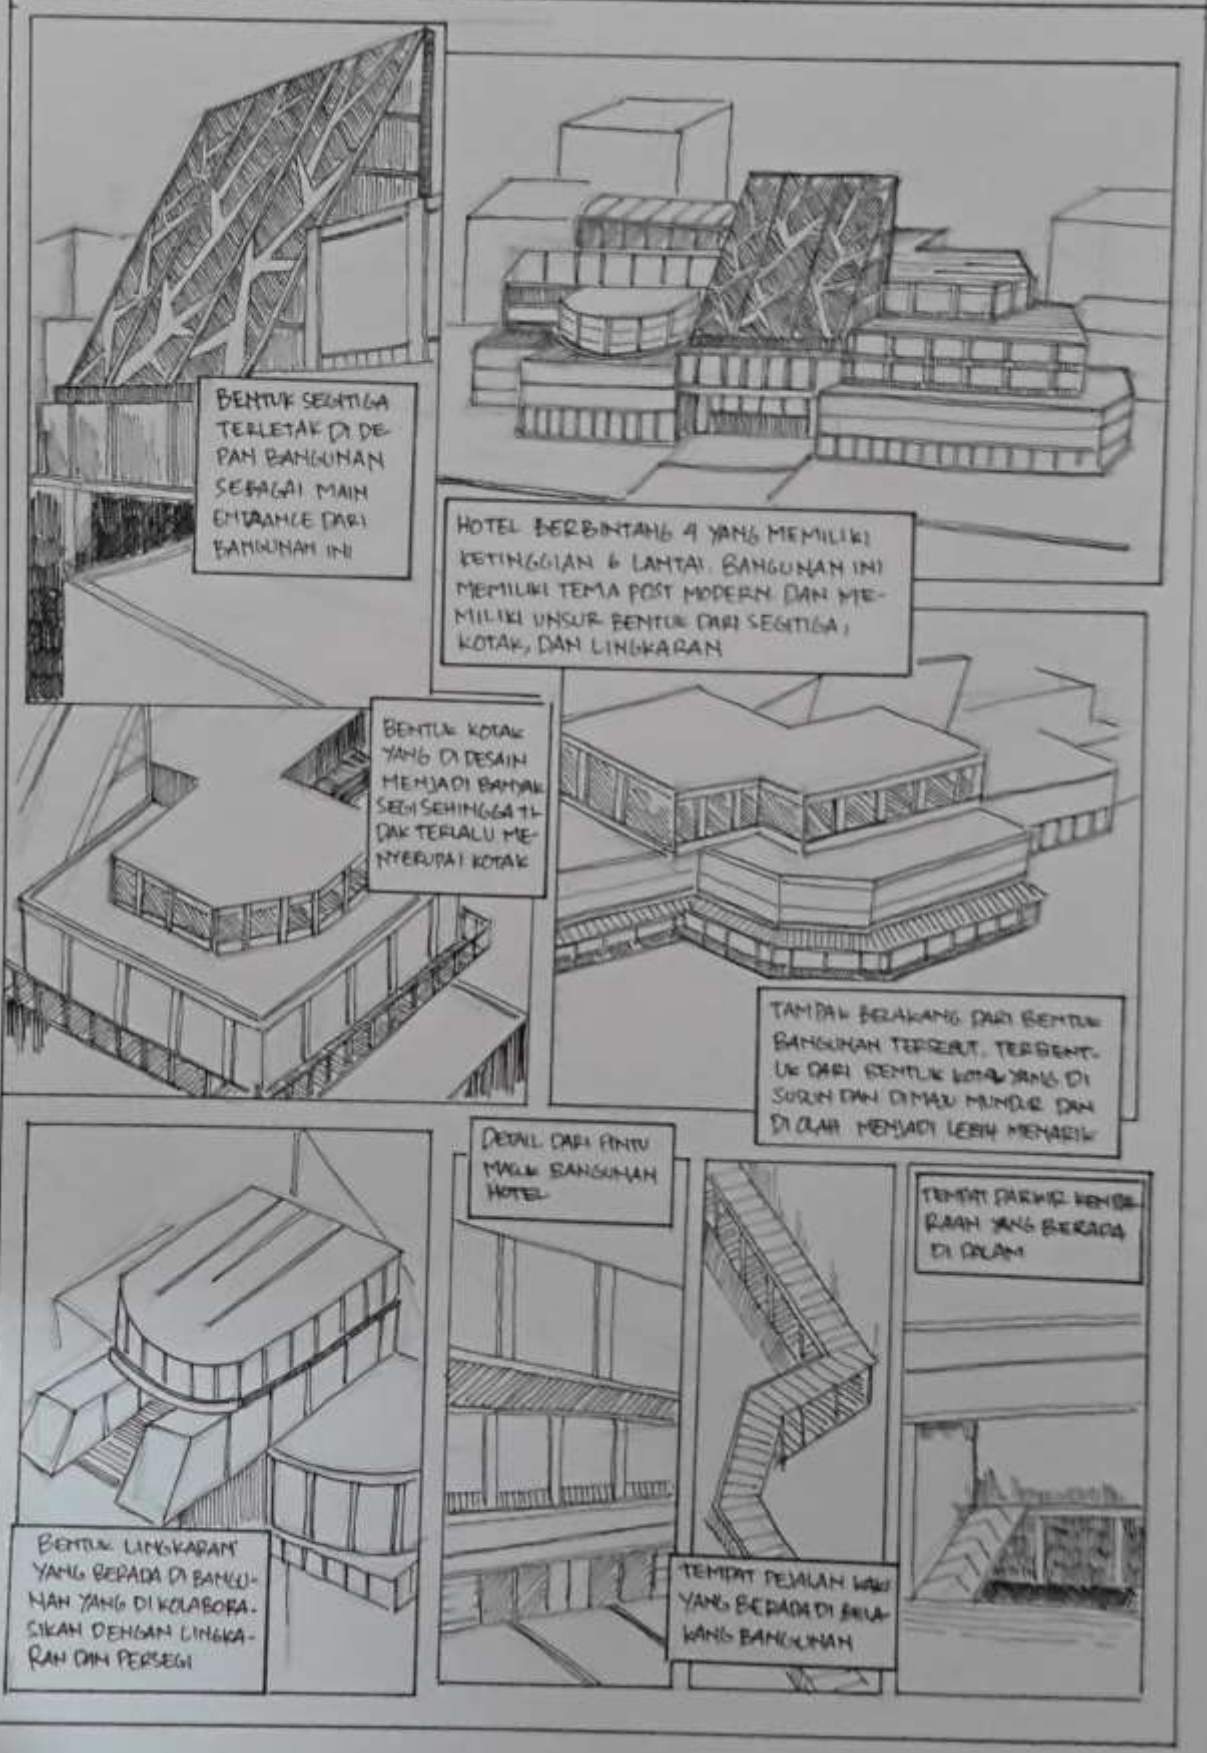 BENTUK SEGITIGA
TERLETAK DI DE-
PAN BANGUNAN
SEBAGAI MAIN
ENTRANCE DARI
BANGUNAN INI
HOTEL BERBINTANG 4 YANG MEMILIKI
KETINGGIAN 6 LANTAI. BANGUNAN INI
MEMILIKI TEMA POST MODERN DAN ME-
MILIKI UNSUR BENTUK DARI SEGITIGA,
KOTAK, DAN LINGKARAN
BENTUK KOTAK
YANG DI DESAIN
MENJADI BANYAK
SEGI SEHINGGA TI-
DAK TERLALU ME-
NYERUPAI KOTAK
TAMPAK BELAKANG DARI BENTUK
BANGUNAN TERSEBUT. TERBENT-
UK DARI BENTUK KOTAK YANG DI
SUSUN DAN DI MAJU MUNDUR DAN
DI OLAH MENJADI LEBIH MENARIK
BENTUK LINGKARAN
YANG BERADA DI BANGU-
NAN YANG DI KOLABORA-
SIKAN DENGAN LINGKA-
RAN DAN PERSEGI
DETAIL DARI PINTU
MASUK BANGUNAN
HOTEL
TEMPAT PEJALAN KAKI
YANG BERADA DI BELA-
KANG BANGUNAN
TEMPAT PARKIR KENDA-
RAAN YANG BERADA
DI DALAM